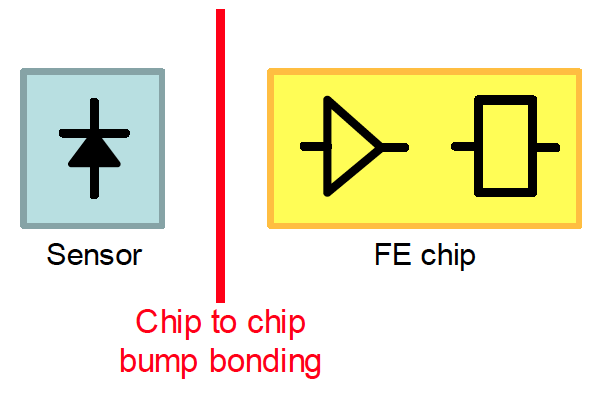 Sensor
FE chip
Chip to chip
bump bonding